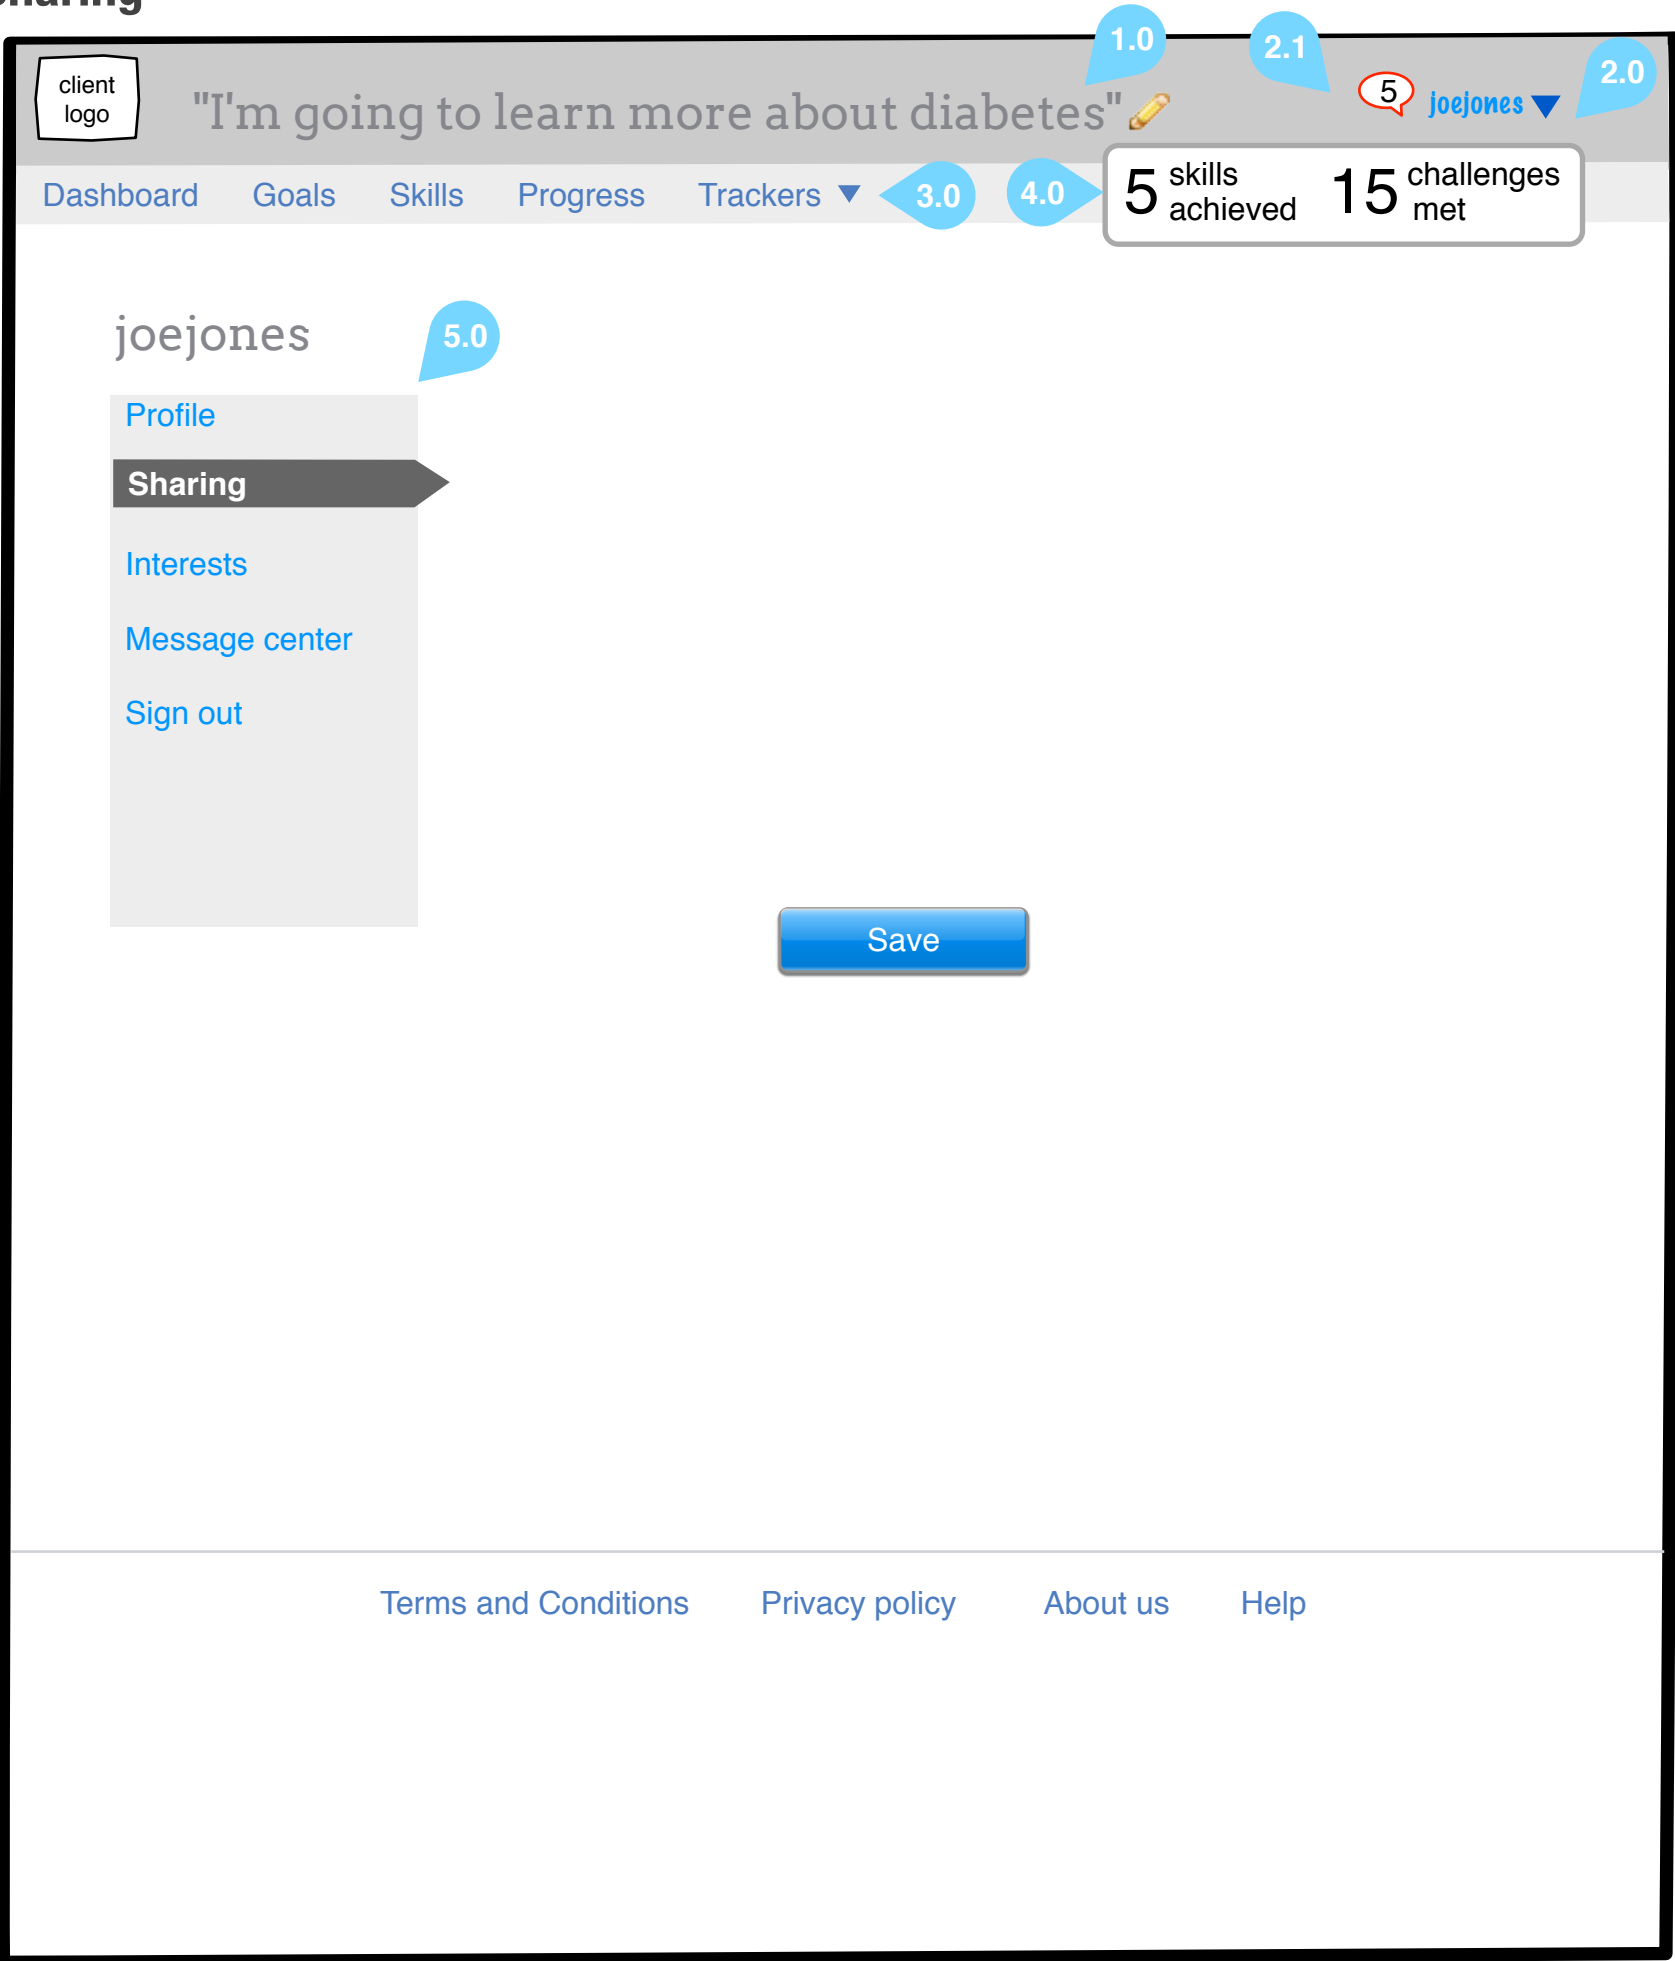 Sharing
1.0
2.1
2.0
client
logo
"I'm going to learn more about diabetes"
5
joejones
Dashboard Goals Skills Progress Trackers
3.0
4.0
5 skills achieved 15 challenges met
joejones
5.0
Profile
Sharing
Interests
Message center
Sign out
Save
Terms and Conditions Privacy policy About us Help